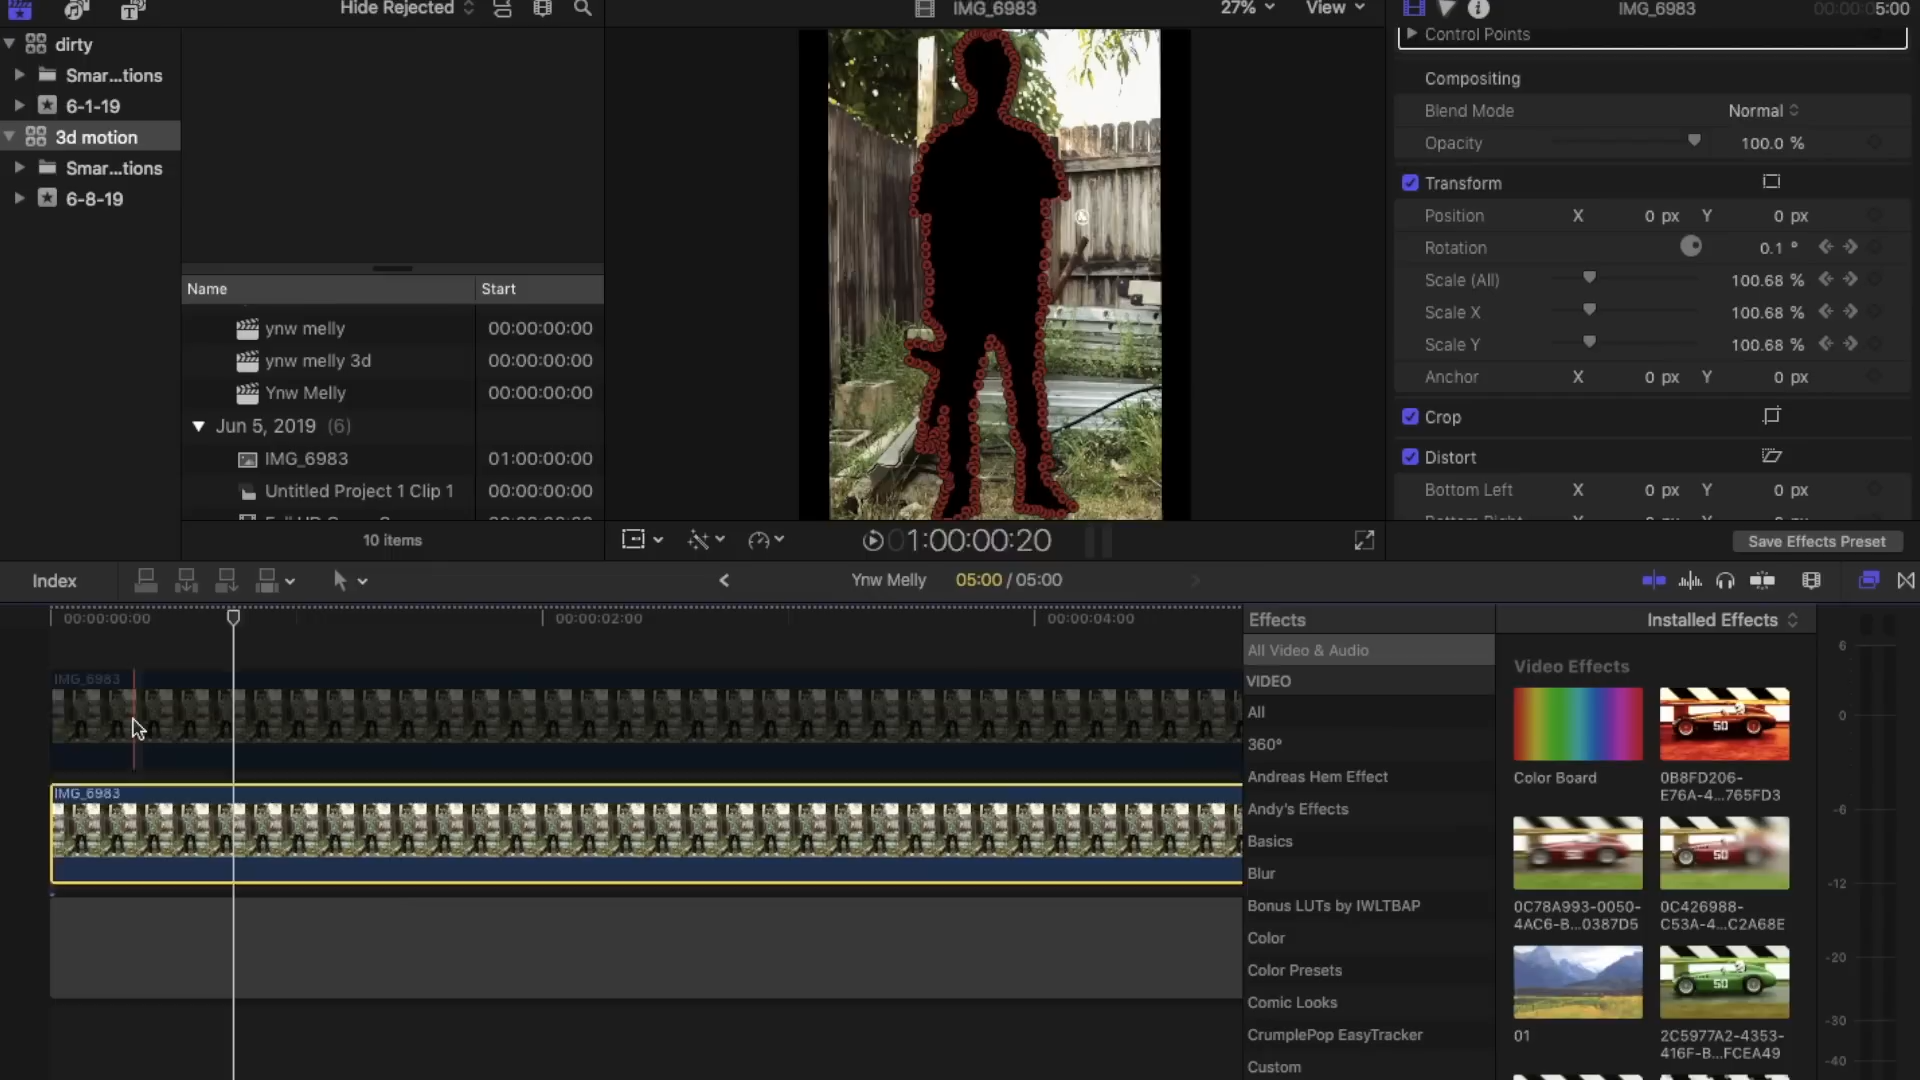 Hide Rejected
IMG_6983
27%
View
IMG_6983
00:00:05:00
dirty
Smar...tions
6-1-19
3d motion
Smar...tions
6-8-19
Name
Start
ynw melly
00:00:00:00
ynw melly 3d
00:00:00:00
Ynw Melly
00:00:00:00
Jun 5, 2019 (6)
IMG_6983
01:00:00:00
Untitled Project 1 Clip 1
00:00:00:00
10 items
01:00:00:20
Control Points
Compositing
Blend Mode
Normal
Opacity
100.0 %
Transform
Position X 0 px Y 0 px
Rotation 0.1 °
Scale (All) 100.68 %
Scale X 100.68 %
Scale Y 100.68 %
Anchor X 0 px Y 0 px
Crop
Distort
Bottom Left X 0 px Y 0 px
Save Effects Preset
Index
Ynw Melly
05:00 / 05:00
00:00:00:00
00:00:02:00
00:00:04:00
IMG_6983
IMG_6983
Effects
All Video & Audio
VIDEO
All
360°
Andreas Hem Effect
Andy's Effects
Basics
Blur
Bonus LUTs by IWLTBAP
Color
Color Presets
Comic Looks
CrumplePop EasyTracker
Custom
Installed Effects
Video Effects
Color Board
0B8FD206-
E76A-4...765FD3
0C78A993-0050-
4AC6-B...0387D5
0C426988-
C53A-4...C2A68E
01
2C5977A2-4353-
416F-B...FCEA49
6
0
-6
-12
-20
-30
-40